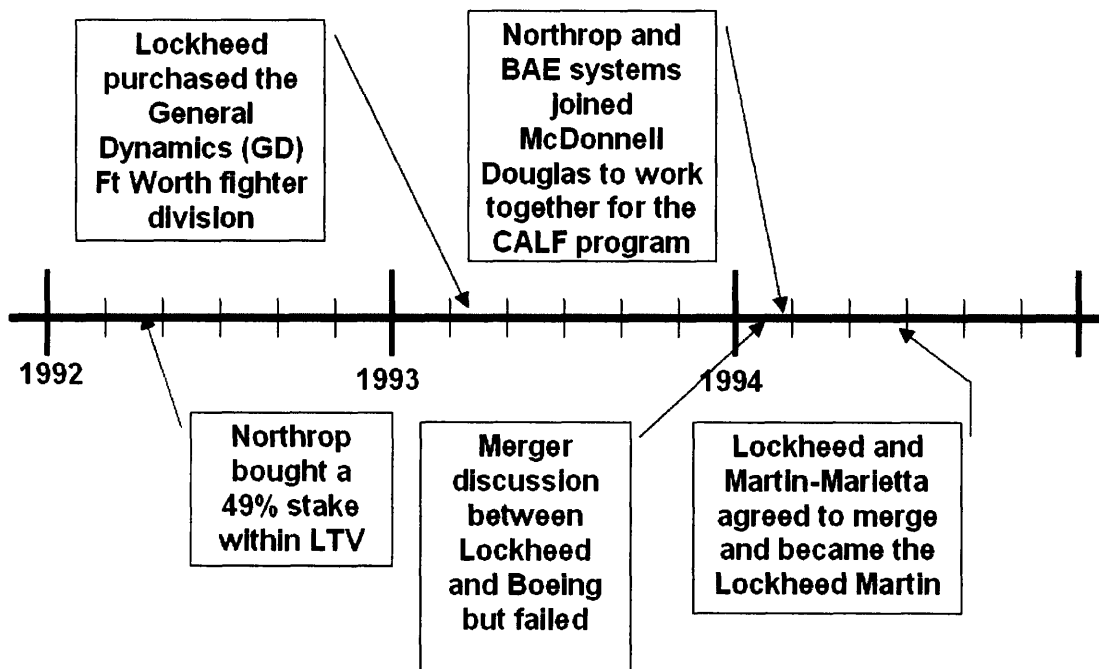 Lockheed
purchased the
General
Dynamics (GD)
Ft Worth fighter
division
Northrop and
BAE systems
joined
McDonnell
Douglas to work
together for the
CALF program
1992
1993
1994
Northrop
bought a
49% stake
within LTV
Merger
discussion
between
Lockheed
and Boeing
but failed
Lockheed and
Martin-Marietta
agreed to merge
and became the
Lockheed Martin